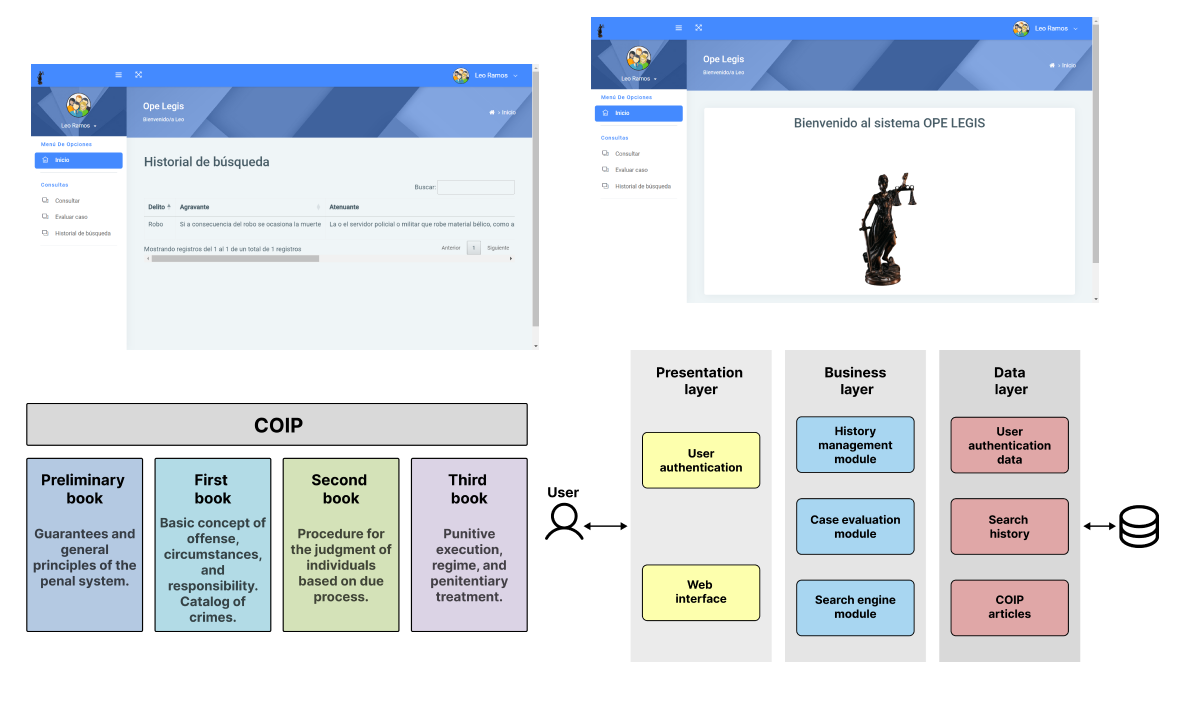 Leo Ramos
Leo Ramos
Ope Legis
Bienvenido/a Leo
Inicio
Menú De Opciones
Inicio
Consultas
Consultar
Evaluar caso
Historial de búsqueda
Historial de búsqueda
Buscar:
Delito Agravante Atenuante
Robo Si a consecuencia del robo se ocasiona la muerte La o el servidor policial o militar que robe material bélico, como a
Mostrando registros del 1 al 1 de un total de 1 registros
Anterior 1 Siguiente
Leo Ramos
Leo Ramos
Ope Legis
Bienvenido/a Leo
Inicio
Menú De Opciones
Inicio
Consultas
Consultar
Evaluar caso
Historial de búsqueda
Bienvenido al sistema OPE LEGIS
COIP
Preliminary
book
Guarantees and
general
principles of the
penal system.
First
book
Basic concept of
offense,
circumstances,
and
responsibility.
Catalog of
crimes.
Second
book
Procedure for
the judgment of
individuals
based on due
process.
Third
book
Punitive
execution,
regime, and
penitentiary
treatment.
User
Presentation
layer
User
authentication
Web
interface
Business
layer
History
management
module
Case evaluation
module
Search engine
module
Data
layer
User
authentication
data
Search
history
COIP
articles